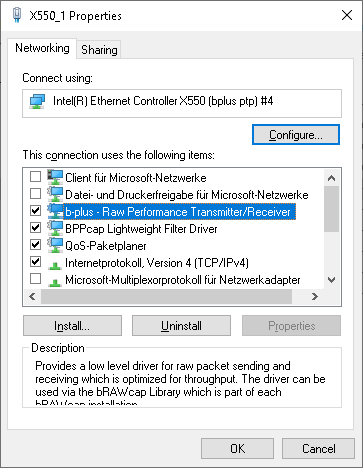 X550_1 Properties
Networking Sharing
Connect using:
Intel(R) Ethernet Controller X550 (bplus ptp) #4
Configure...
This connection uses the following items:
Client für Microsoft-Netzwerke
Datei- und Druckerfreigabe für Microsoft-Netzwerke
b-plus - Raw Performance Transmitter/Receiver
BPPcap Lightweight Filter Driver
QoS-Paketplaner
Internetprotokoll, Version 4 (TCP/IPv4)
Microsoft-Multiplexorprotokoll für Netzwerkadapter
Install... Uninstall Properties
Description
Provides a low level driver for raw packet sending and
receiving which is optimized for throughput. The driver can be
used via the bRAWcap Library which is part of each
bRAWcap installation.
OK Cancel